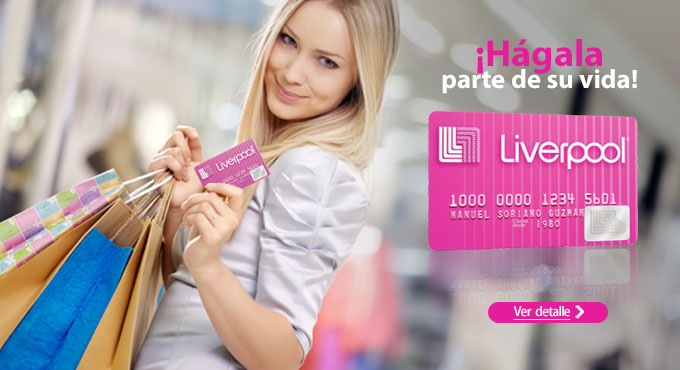 ¡Hágala
parte de su vida!
Liverpool
Liverpool
1000 0000 1234 5601
MANUEL SORIANO GUZMAN
1980
Ver detalle